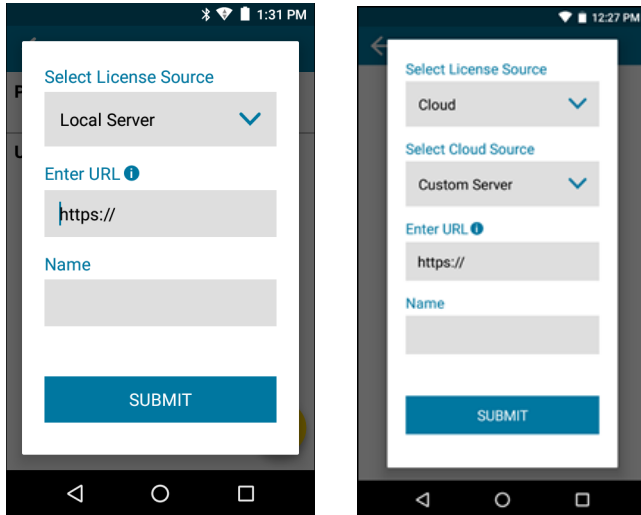 1:31 PM
P
U
Select License Source
Local Server
Enter URL
https://
Name
SUBMIT
12:27 PM
Select License Source
Cloud
Select Cloud Source
Custom Server
Enter URL
https://
Name
SUBMIT